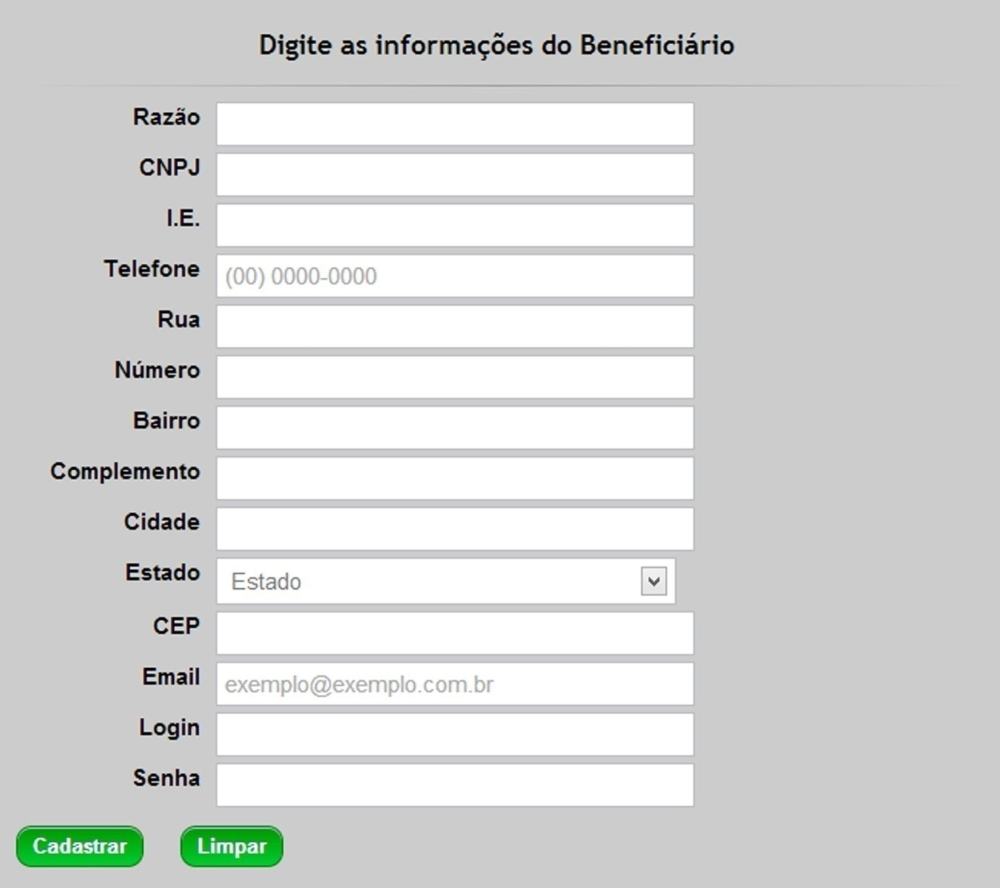 Digite as informações do Beneficiário
Razão
CNPJ
I.E.
Telefone (00) 0000-0000
Rua
Número
Bairro
Complemento
Cidade
Estado Estado
CEP
Email exemplo@exemplo.com.br
Login
Senha
Cadastrar Limpar